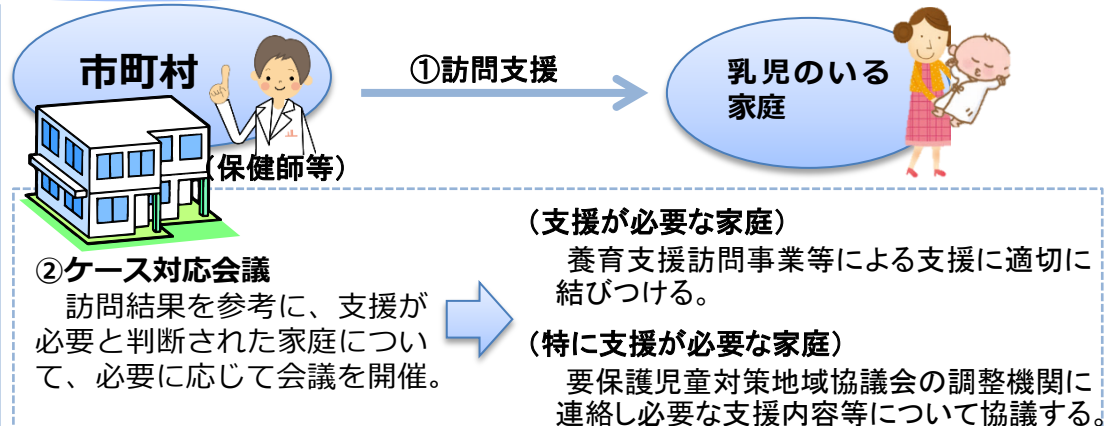 市町村
(保健師等)
①訪問支援
乳児のいる
家庭
②ケース対応会議
　訪問結果を参考に、支援が
必要と判断された家庭につい
て、必要に応じて会議を開催。
(支援が必要な家庭)
　養育支援訪問事業等による支援に適切に
結びつける。
(特に支援が必要な家庭)
　要保護児童対策地域協議会の調整機関に
連絡し必要な支援内容等について協議する。